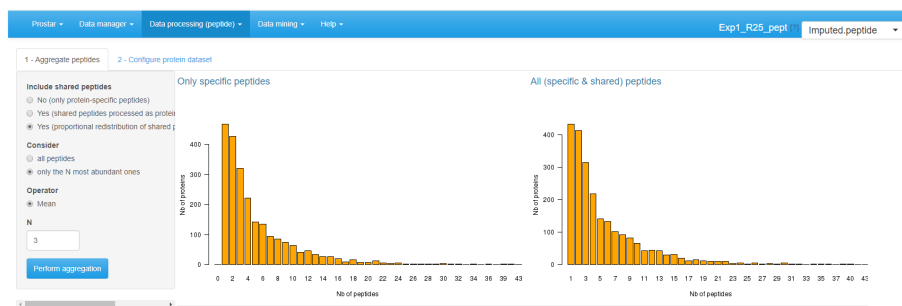 Prostar Data manager Data processing (peptide) Data mining Help
Exp1_R25_pept [?] Imputed.peptide
1 - Aggregate peptides 2 - Configure protein dataset
Include shared peptides
No (only protein-specific peptides)
Yes (shared peptides processed as protei
Yes (proportional redistribution of shared p
Consider
all peptides
only the N most abundant ones
Operator
Mean
N
3
Perform aggregation
Only specific peptides
Nb of proteins
400
300
200
100
0
0 2 4 6 8 10 12 14 16 18 20 22 24 26 28 30 32 34 36 39 43
Nb of peptides
All (specific & shared) peptides
Nb of proteins
400
300
200
100
0
1 3 5 7 9 11 13 15 17 19 21 23 25 27 29 31 33 35 37 40 43
Nb of peptides